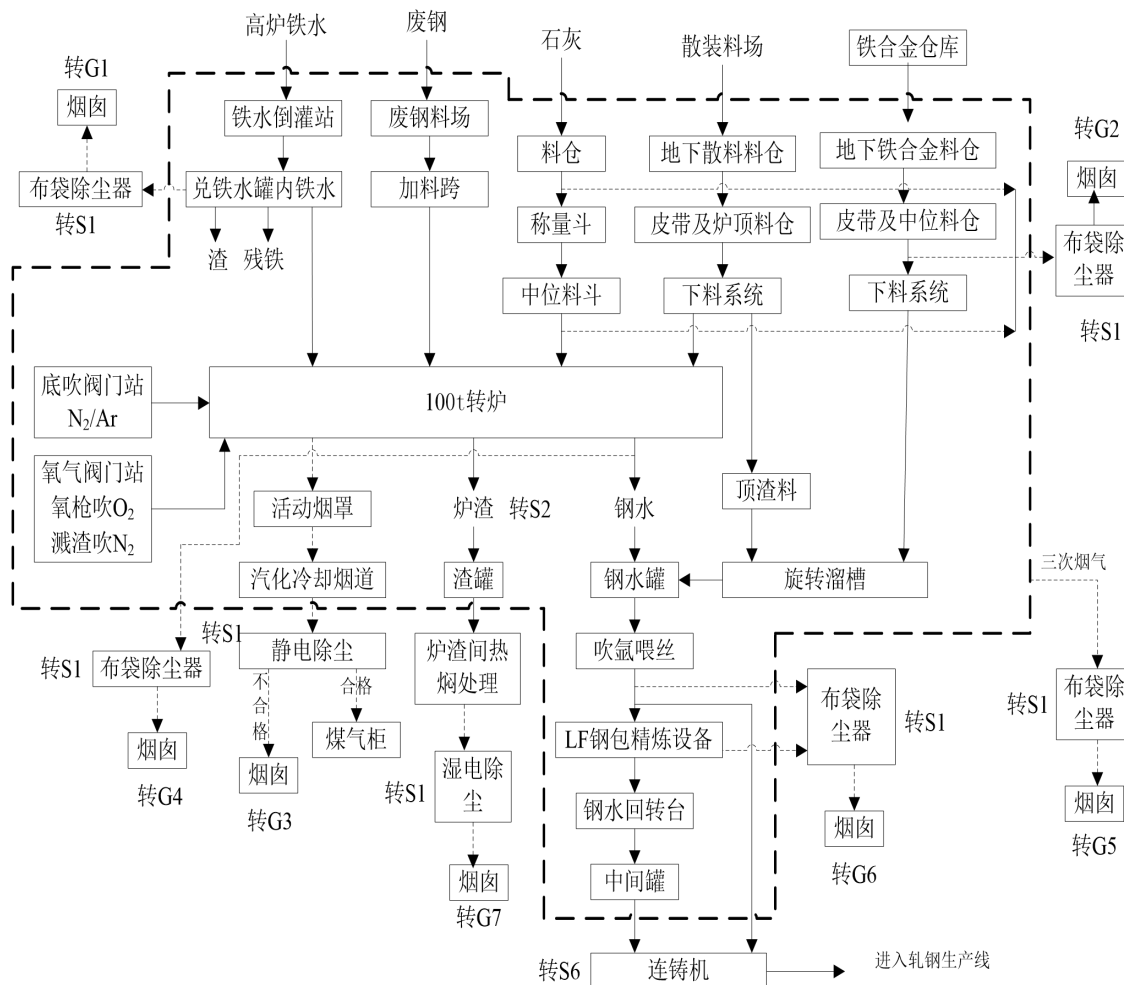 高炉铁水
废钢
石灰
散装料场
铁合金仓库
转G1
烟囱
铁水倒灌站
废钢料场
料仓
地下散料料仓
地下铁合金料仓
转G2
烟囱
布袋除尘器
转S1
兑铁水罐内铁水
加料跨
称量斗
皮带及炉顶料仓
皮带及中位料仓
布袋除
尘器
转S1
渣
残铁
中位料斗
下料系统
下料系统
底吹阀门站
N₂/Ar
100t转炉
氧气阀门站
氧枪吹O₂
溅渣吹N₂
活动烟罩
炉渣
转S2
钢水
顶渣料
汽化冷却烟道
渣罐
钢水罐
旋转溜槽
三次烟气
转S1
转S1
布袋除尘器
静电除尘
炉渣间热
焖处理
吹氩喂丝
不合格
合格
烟囱
转G4
煤气柜
烟囱
转G3
转S1
湿电除
尘
烟囱
转G7
LF钢包精炼设备
布袋除
尘器
转S1
转S1
布袋除
尘器
钢水回转台
烟囱
转G6
烟囱
转G5
中间罐
转S6
连铸机
进入轧钢生产线